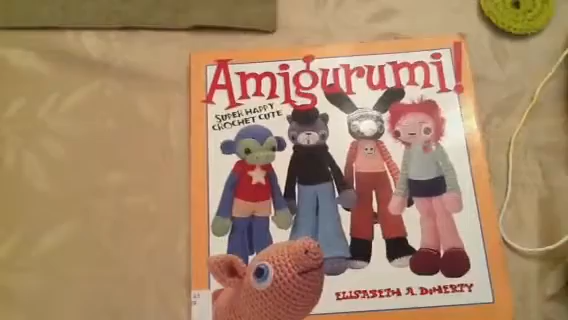 Amigurumi!
SUPER HAPPY
CROCHET CUTE
ELISABETH A. DOHERTY